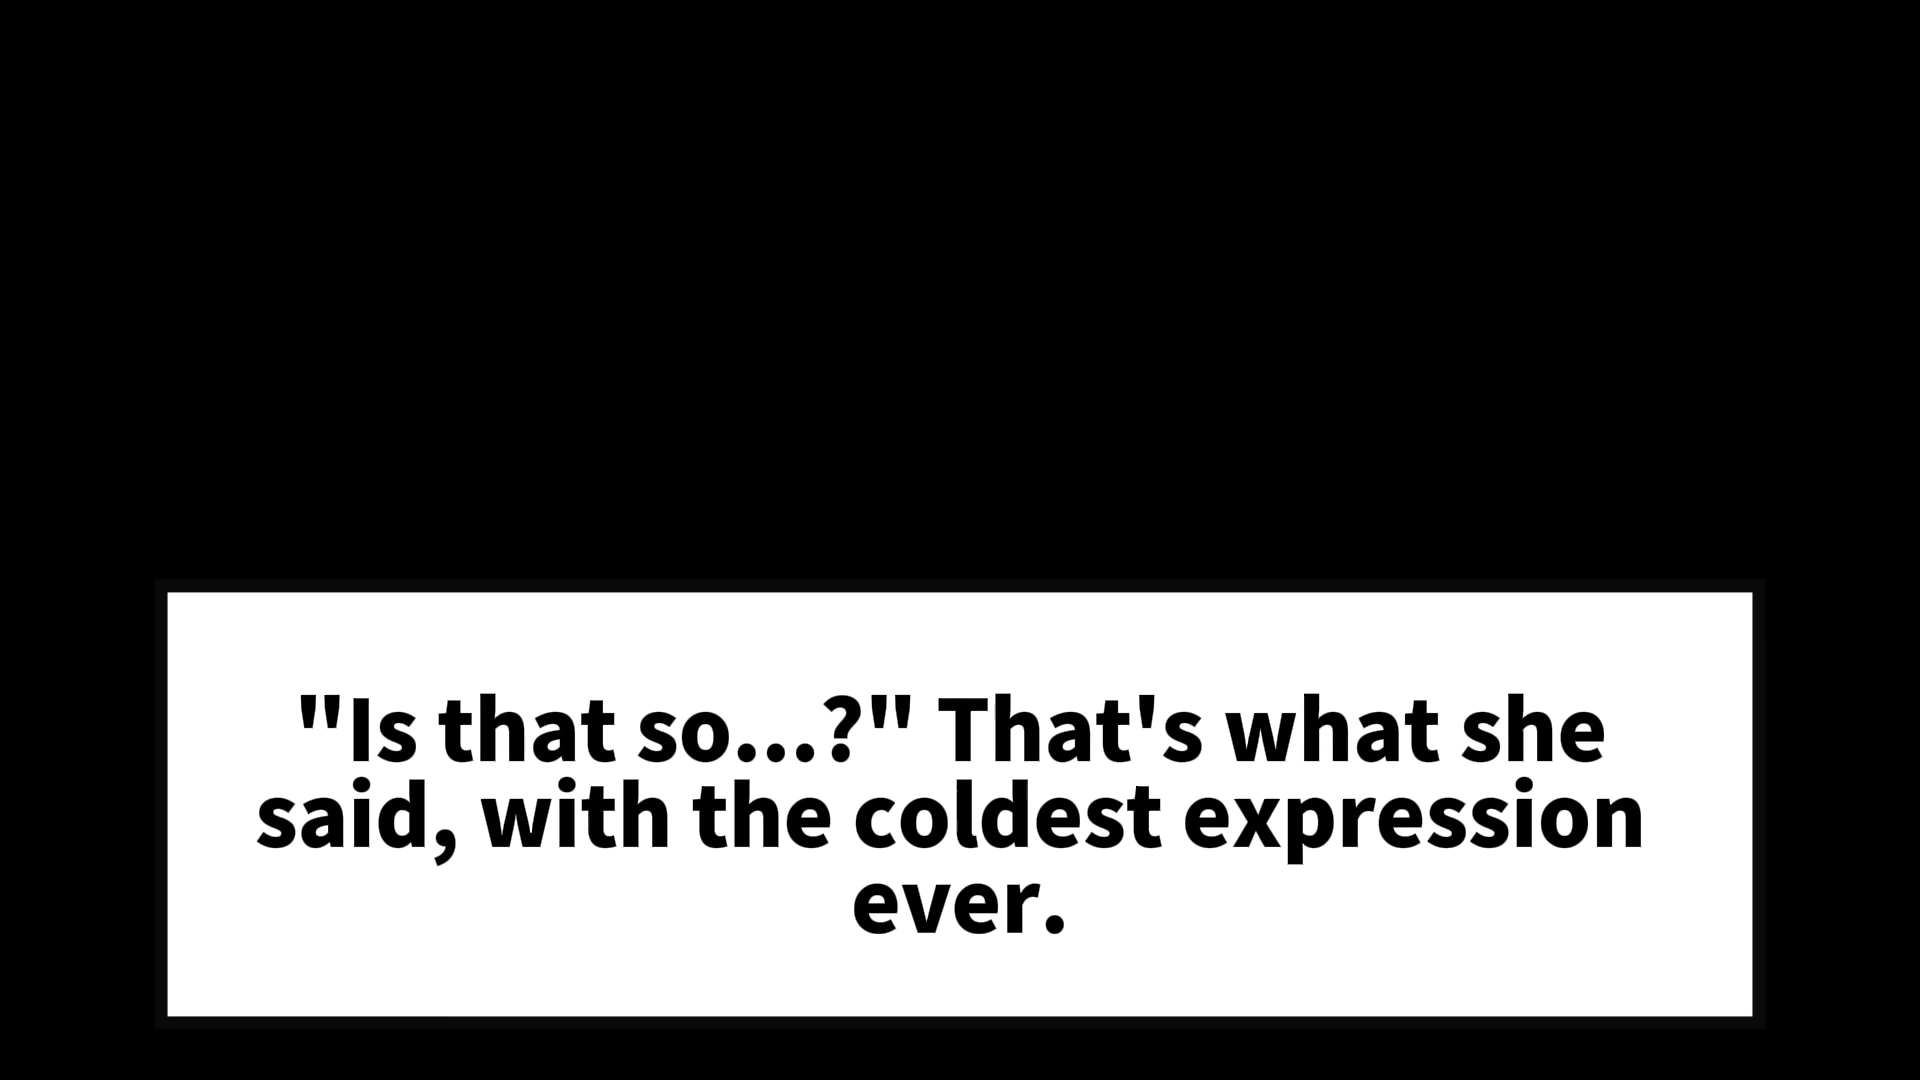 "Is that so...?" That's what she
said, with the coldest expression
ever.